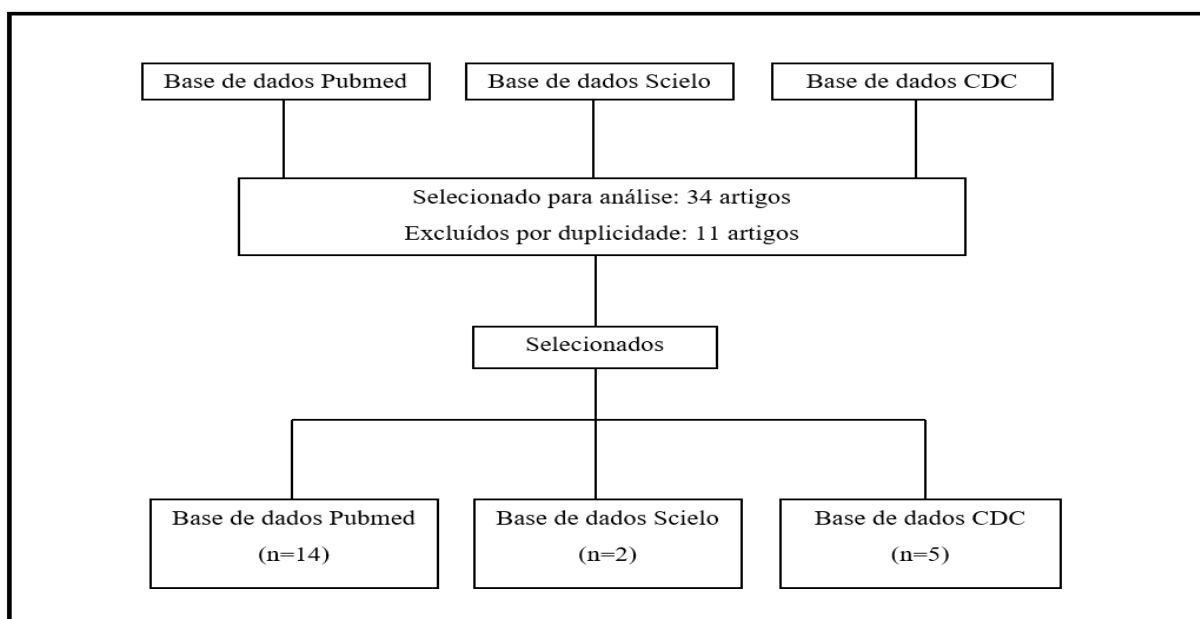 Base de dados Pubmed
Base de dados Scielo
Base de dados CDC
Selecionado para análise: 34 artigos
Excluídos por duplicidade: 11 artigos
Selecionados
Base de dados Pubmed
(n=14)
Base de dados Scielo
(n=2)
Base de dados CDC
(n=5)